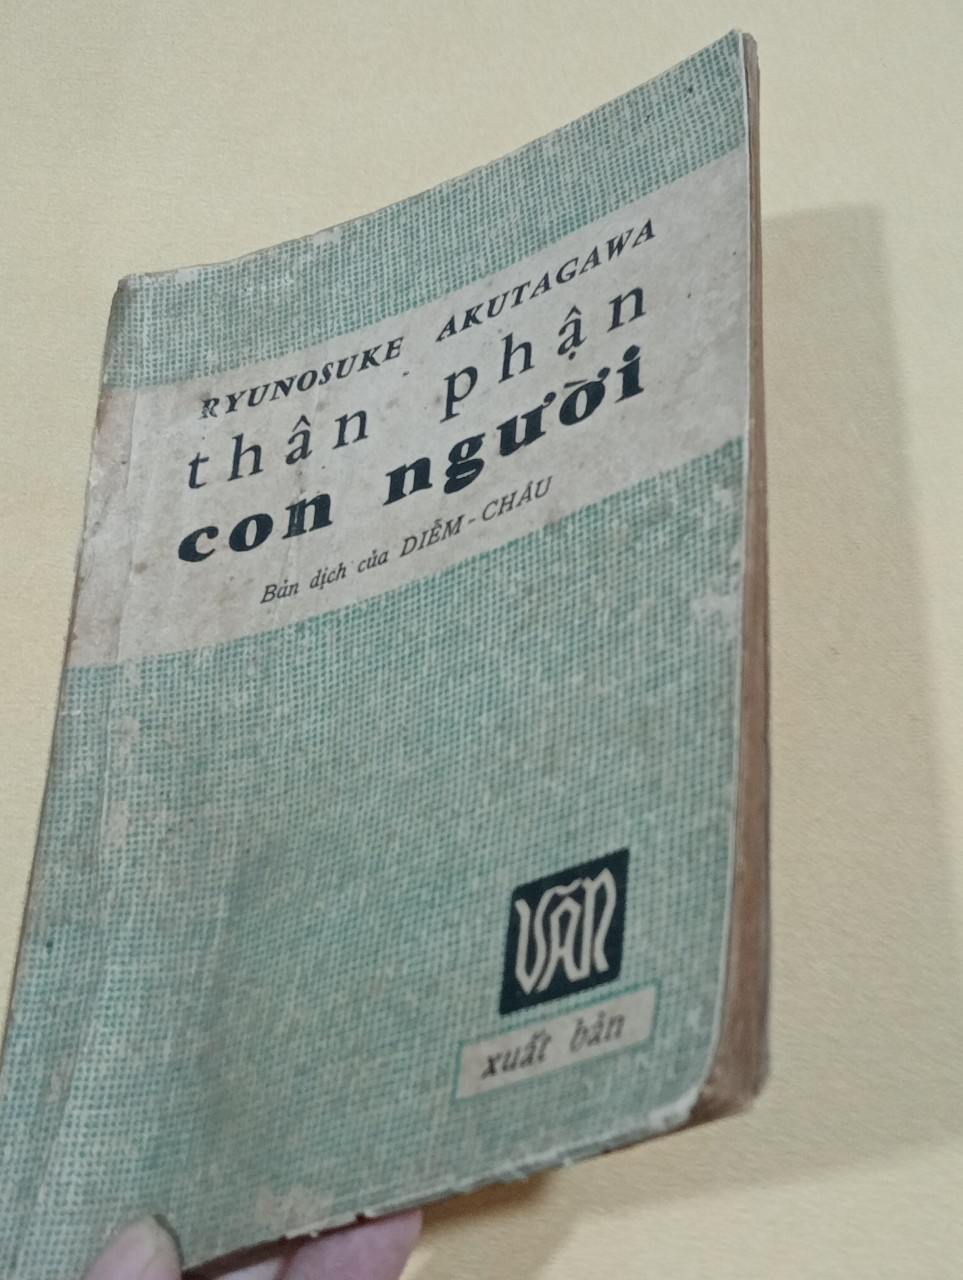 RYUNOSUKE AKUTAGAWA
thân phận
con người
Bản dịch của DIỄM-CHÂU
VĂN
xuất bản